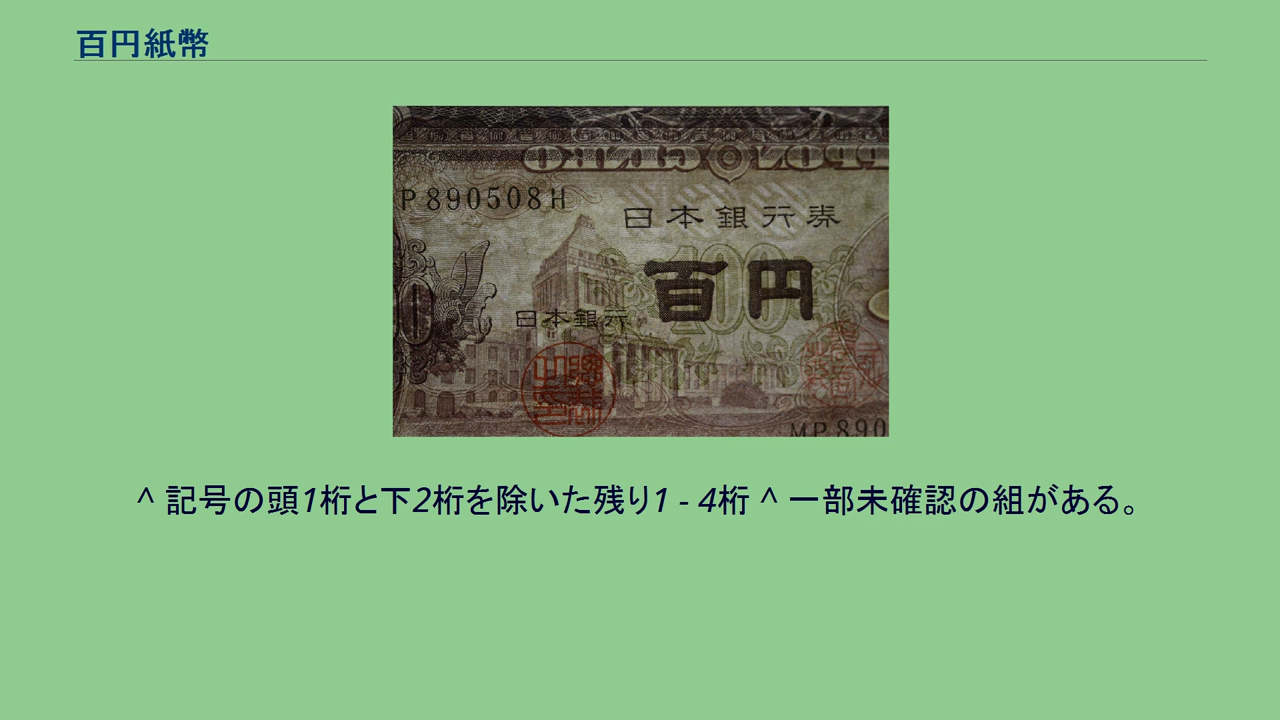 百円紙幣
P890508H
日本銀行券
百円
100
日本銀行
MP 890
^ 記号の頭1桁と下2桁を除いた残り1 - 4桁 ^ 一部未確認の組がある。